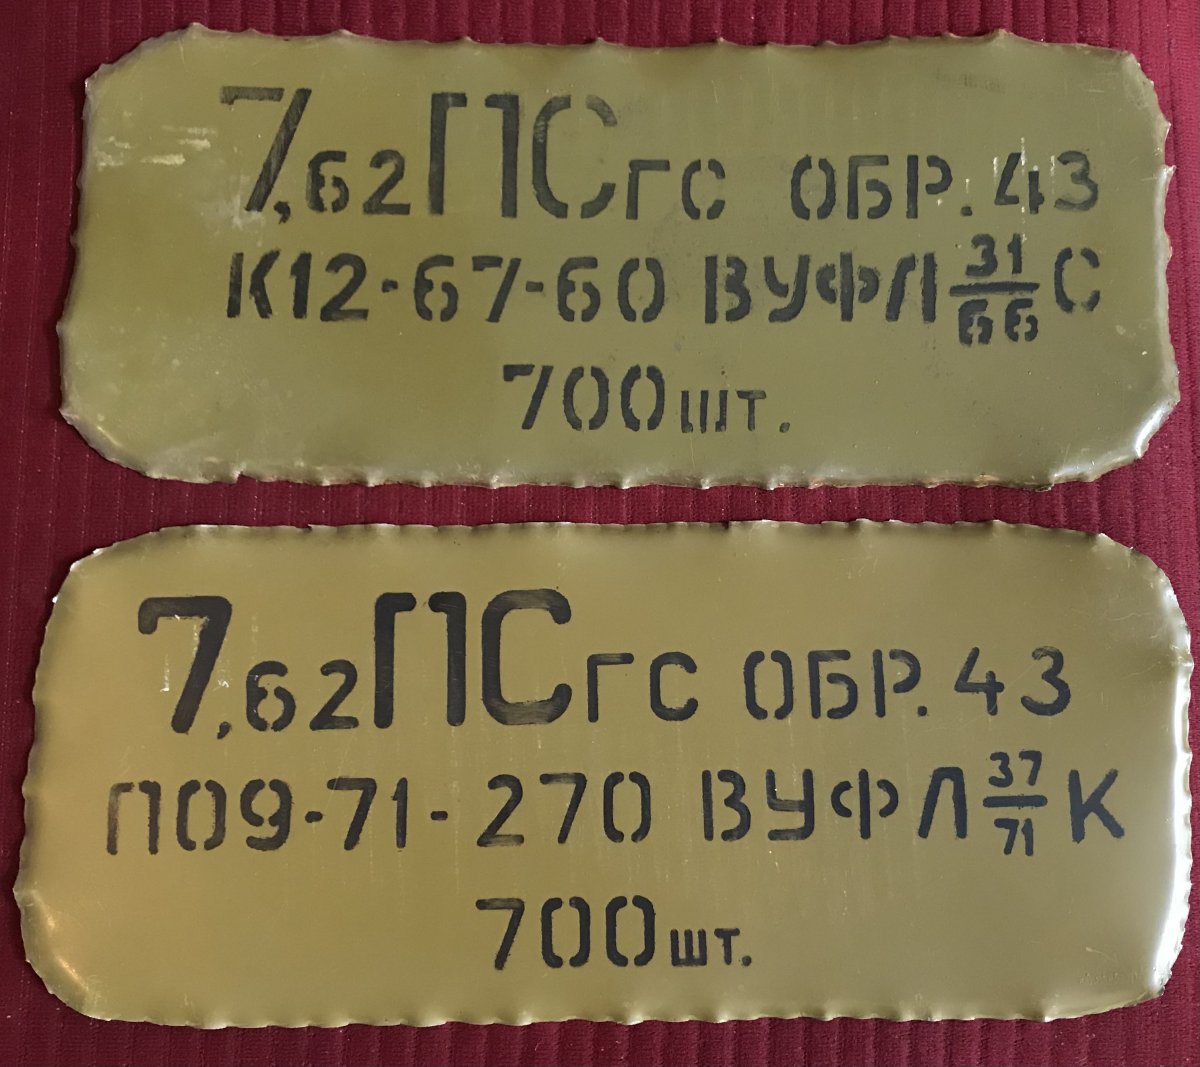 7,62ПСгс ОБР.43
К12-67-60 ВУФЛ 31/66 С
700шт.
7,62ПСгс ОБР.43
П09-71-270 ВУФЛ 37/71 К
700шт.